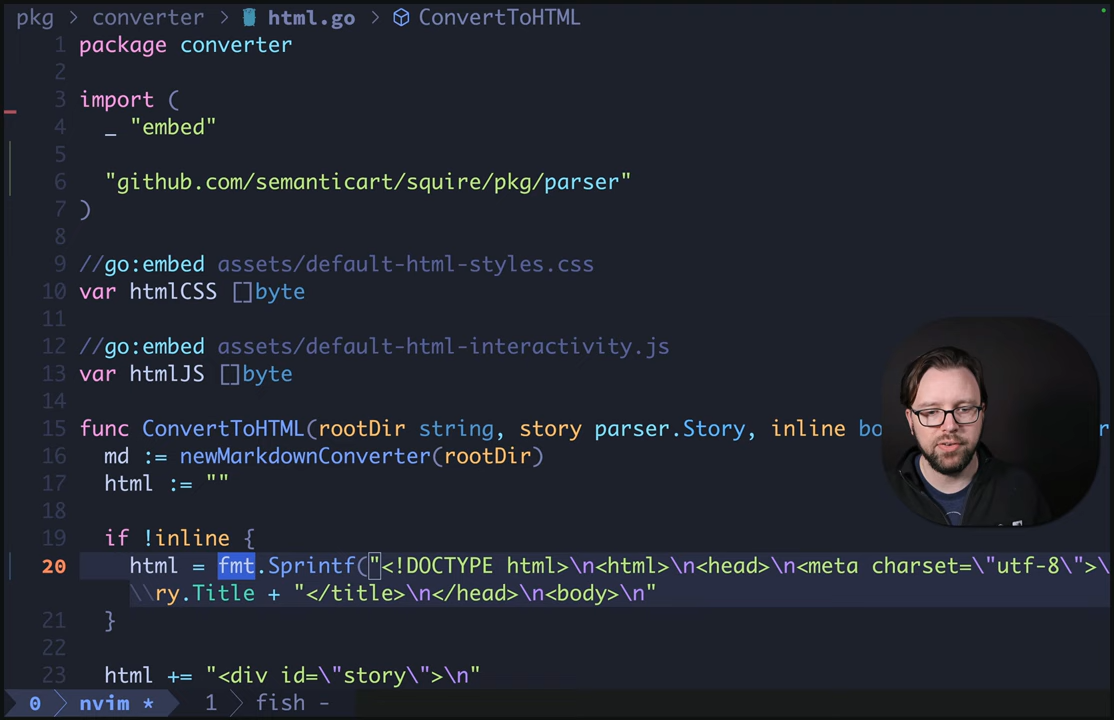 pkg > converter > html.go > ConvertToHTML
1 package converter
2
3 import (
4 _ "embed"
5
6 "github.com/semanticart/squire/pkg/parser"
7 )
8
9 //go:embed assets/default-html-styles.css
10 var htmlCSS []byte
11
12 //go:embed assets/default-html-interactivity.js
13 var htmlJS []byte
14
15 func ConvertToHTML(rootDir string, story parser.Story, inline bo r
16 md := newMarkdownConverter(rootDir)
17 html := ""
18
19 if !inline {
20 html = fmt.Sprintf("<!DOCTYPE html>\n<html>\n<head>\n<meta charset=\"utf-8\">\
\\ry.Title + "</title>\n</head>\n<body>\n"
21 }
22
23 html += "<div id=\"story\">\n"
0 > nvim * > 1 > fish -